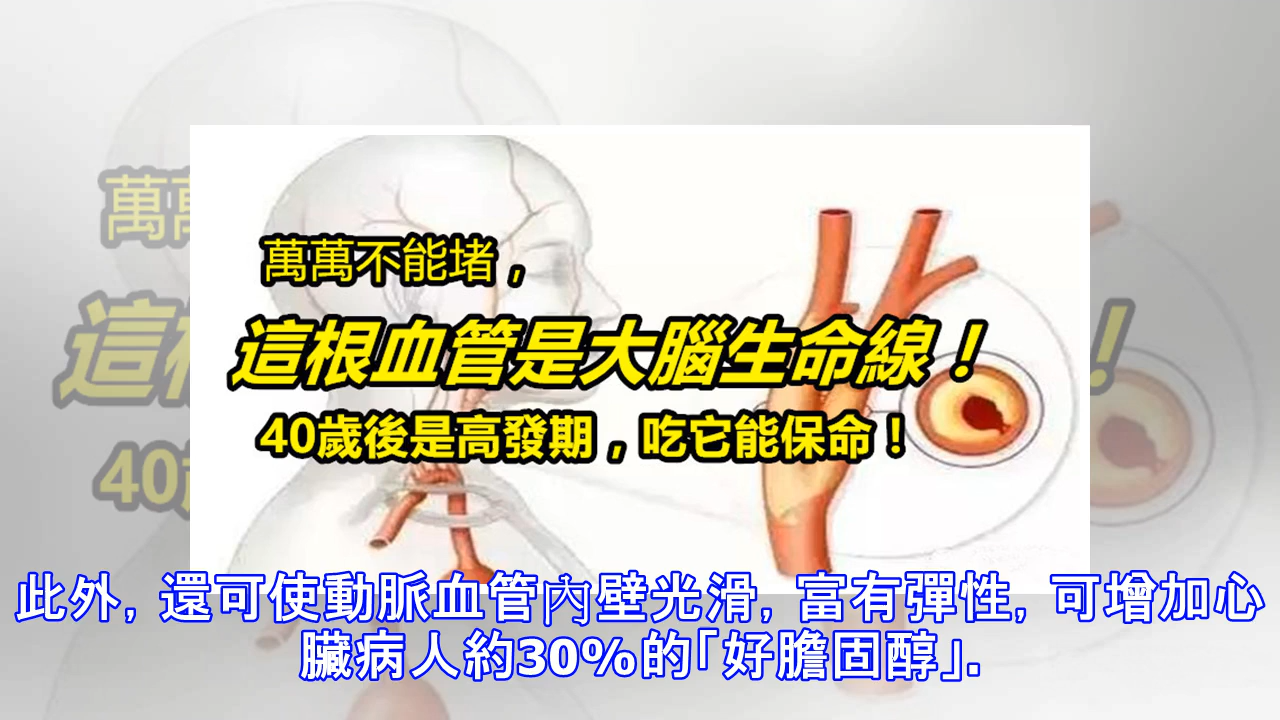 萬萬不能堵，
這根血管是大腦生命線！
40歲後是高發期，吃它能保命！
此外, 還可使動脈血管內壁光滑, 富有彈性, 可增加心
臟病人約30%的「好膽固醇」.